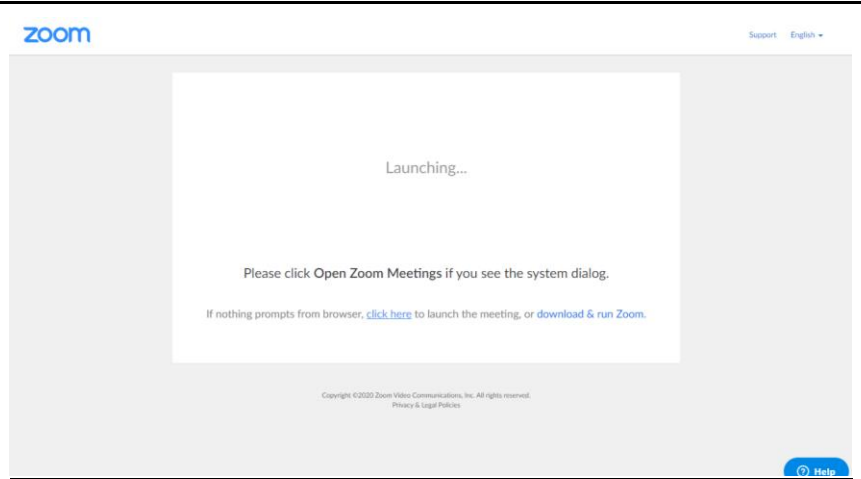 zoom
Support English
Launching...
Please click Open Zoom Meetings if you see the system dialog.
If nothing prompts from browser, click here to launch the meeting, or download & run Zoom.
Copyright ©2020 Zoom Video Communications, Inc. All rights reserved.
Privacy & Legal Policies
? Help